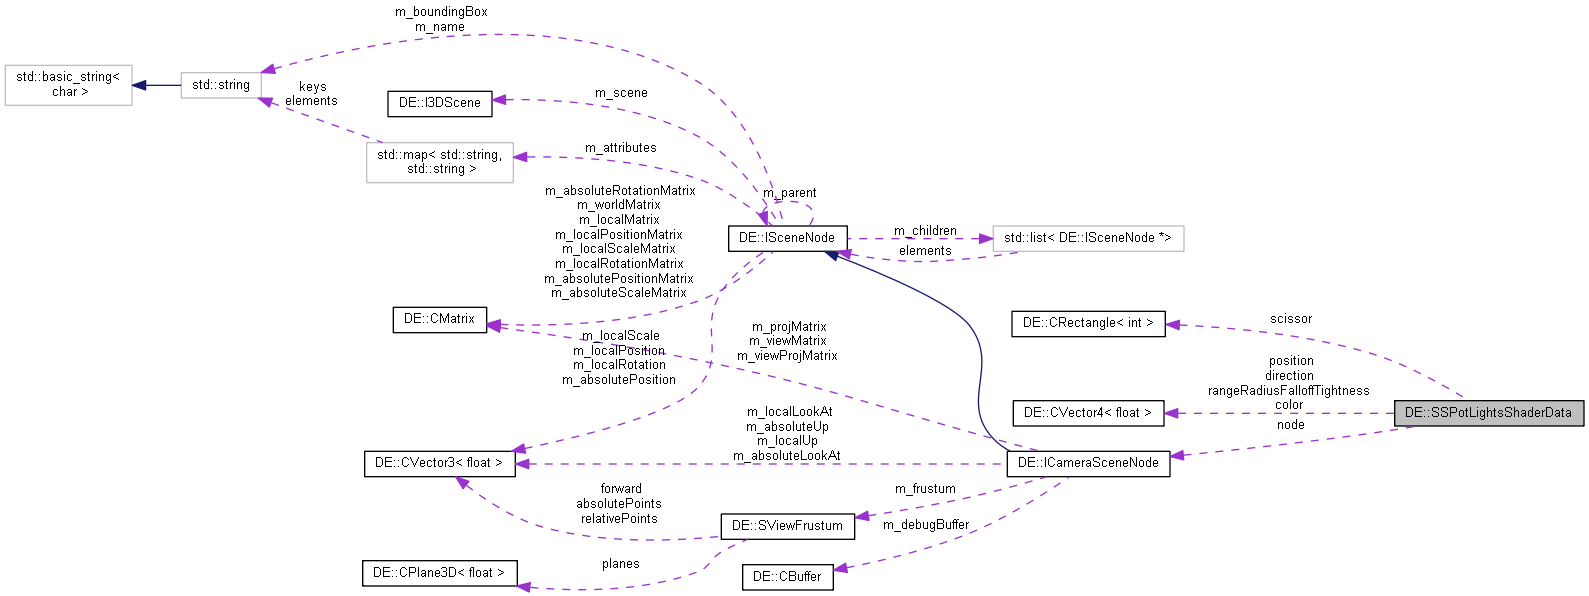 m_boundingBox
m_name
std::basic_string<
char >
std::string
keys
elements
DE::I3DScene
m_scene
std::map< std::string,
std::string >
m_attributes
m_parent
m_absoluteRotationMatrix
m_worldMatrix
m_localMatrix
m_localPositionMatrix
m_localScaleMatrix
m_localRotationMatrix
m_absolutePositionMatrix
m_absoluteScaleMatrix
DE::ISceneNode
m_children
elements
std::list< DE::ISceneNode *>
DE::CMatrix
m_localScale
m_localPosition
m_localRotation
m_absolutePosition
m_projMatrix
m_viewMatrix
m_viewProjMatrix
DE::CRectangle< int >
scissor
position
direction
rangeRadiusFalloffTightness
color
node
DE::CVector4< float >
DE::SSPotLightsShaderData
m_localLookAt
m_absoluteUp
m_localUp
m_absoluteLookAt
DE::CVector3< float >
DE::ICameraSceneNode
forward
absolutePoints
relativePoints
m_frustum
DE::SViewFrustum
m_debugBuffer
planes
DE::CPlane3D< float >
DE::CBuffer